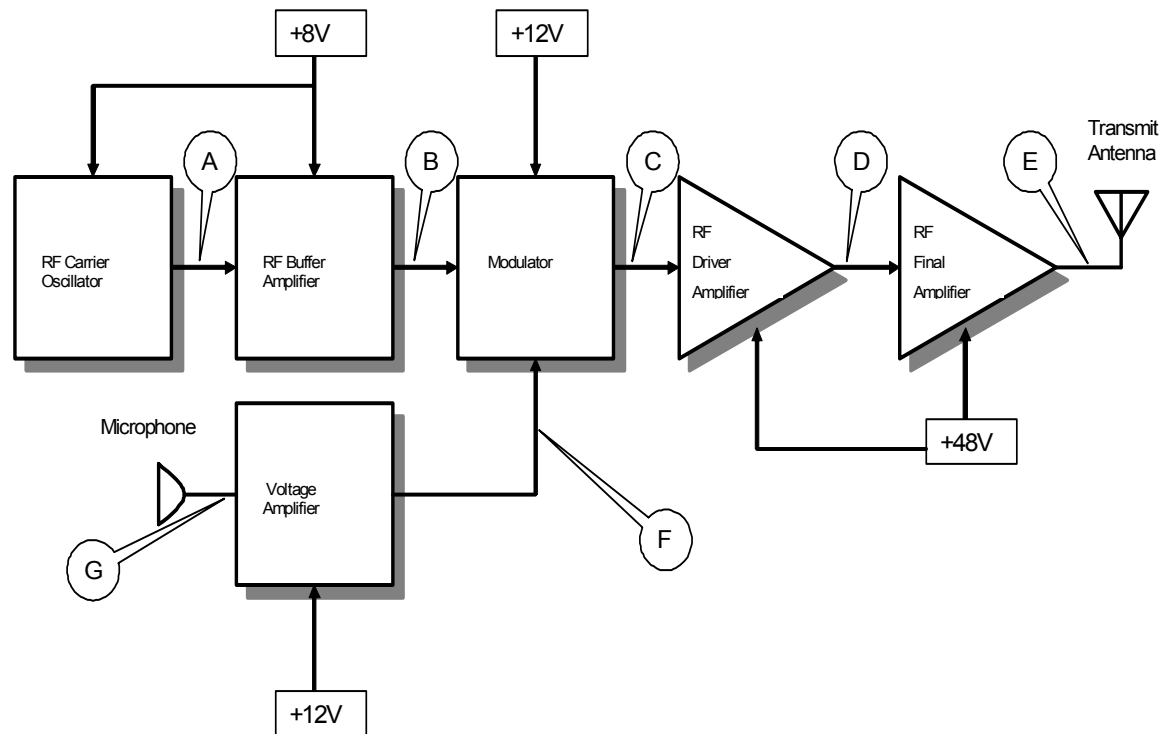 +8V
+12V
Transmit
Antenna
A
B
C
D
E
RF Carrier
Oscillator
RF Buffer
Amplifier
Modulator
RF
Driver
Amplifier
RF
Final
Amplifier
Microphone
+48V
Voltage
Amplifier
F
G
+12V